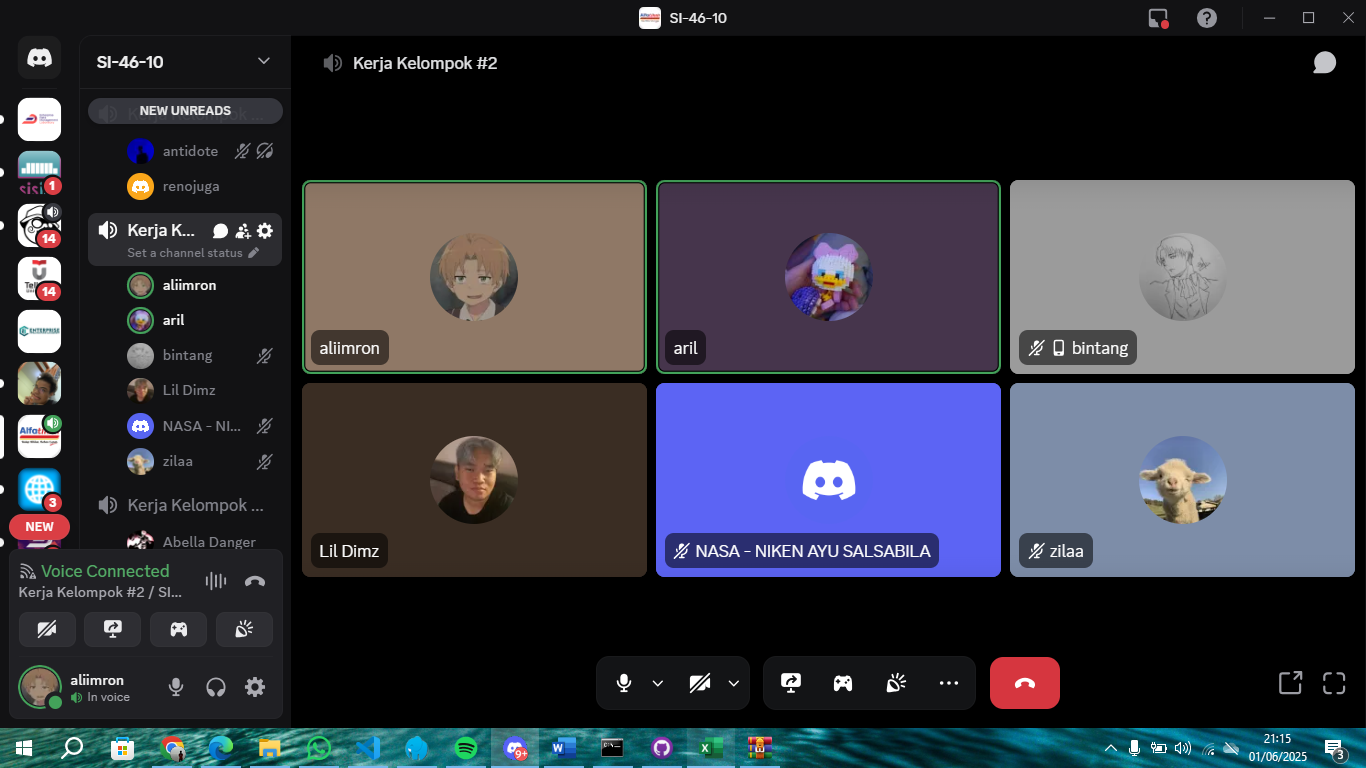 SI-46-10
SI-46-10
Kerja Kelompok #2
NEW UNREADS
antidote
renojuga
Kerja K...
Set a channel status
aliimron
aril
bintang
Lil Dimz
NASA - NI...
zilaa
Kerja Kelompok ...
Abella Danger
1
14
14
ENTERPRISE
3
NEW
Voice Connected
Kerja Kelompok #2 / SI...
aliimron
In voice
aliimron
aril
bintang
Lil Dimz
NASA - NIKEN AYU SALSABILA
zilaa
9+
21:15
01/06/2025
3